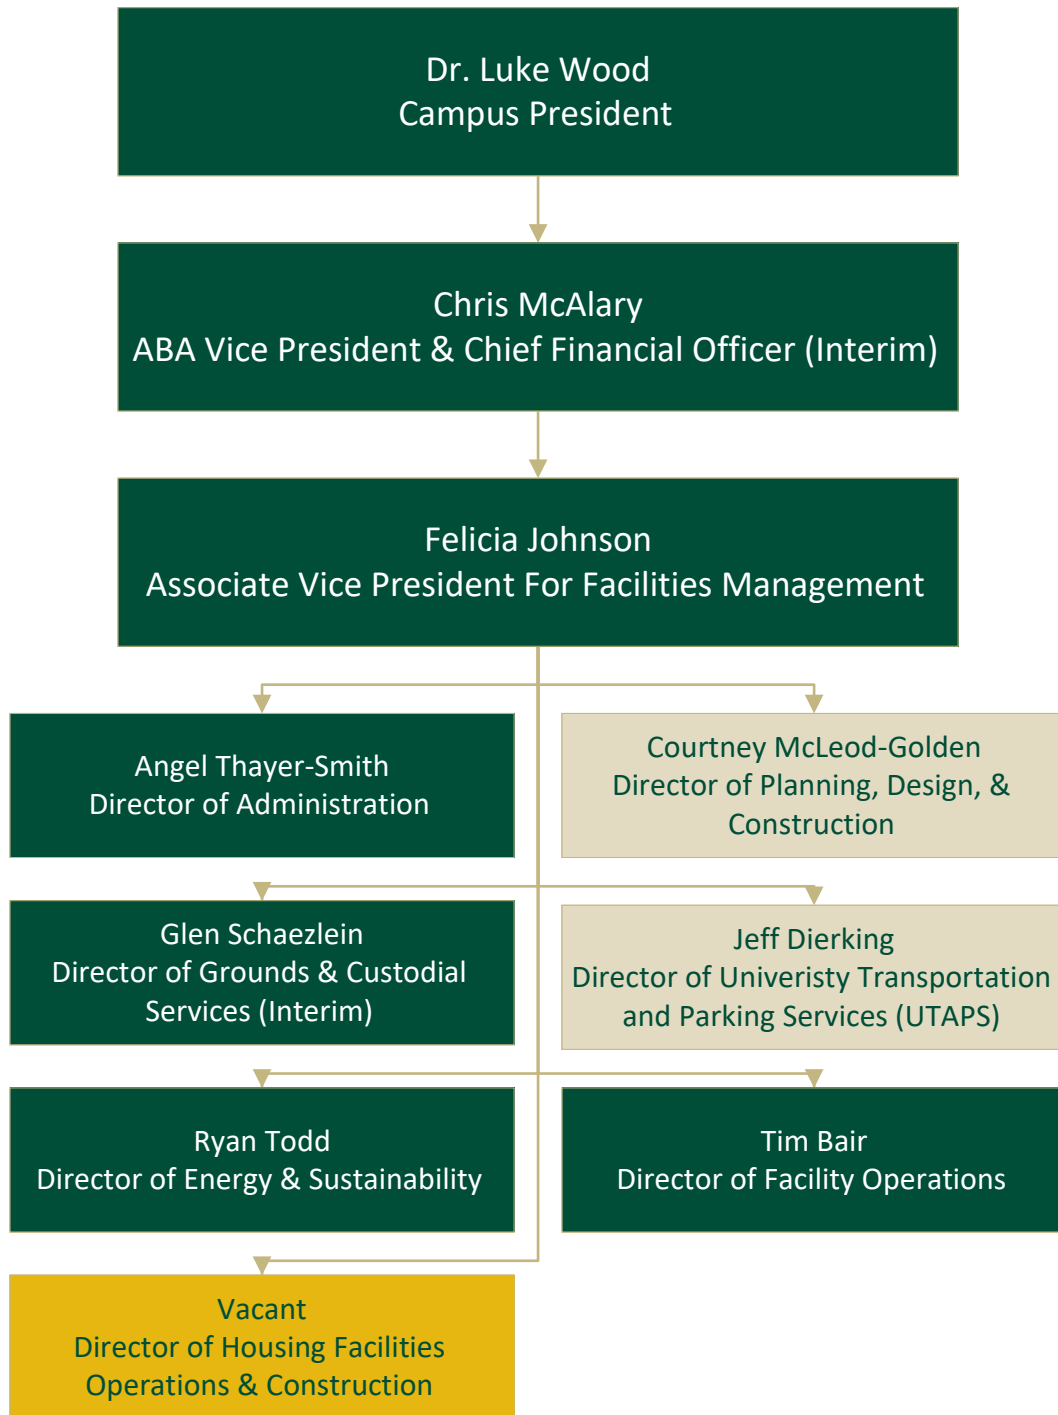 Dr. Luke Wood
Campus President
Chris McAlary
ABA Vice President & Chief Financial Officer (Interim)
Felicia Johnson
Associate Vice President For Facilities Management
Angel Thayer-Smith
Director of Administration
Courtney McLeod-Golden
Director of Planning, Design, &
Construction
Glen Schaezlein
Director of Grounds & Custodial
Services (Interim)
Jeff Dierking
Director of Univeristy Transportation
and Parking Services (UTAPS)
Ryan Todd
Director of Energy & Sustainability
Tim Bair
Director of Facility Operations
Vacant
Director of Housing Facilities
Operations & Construction